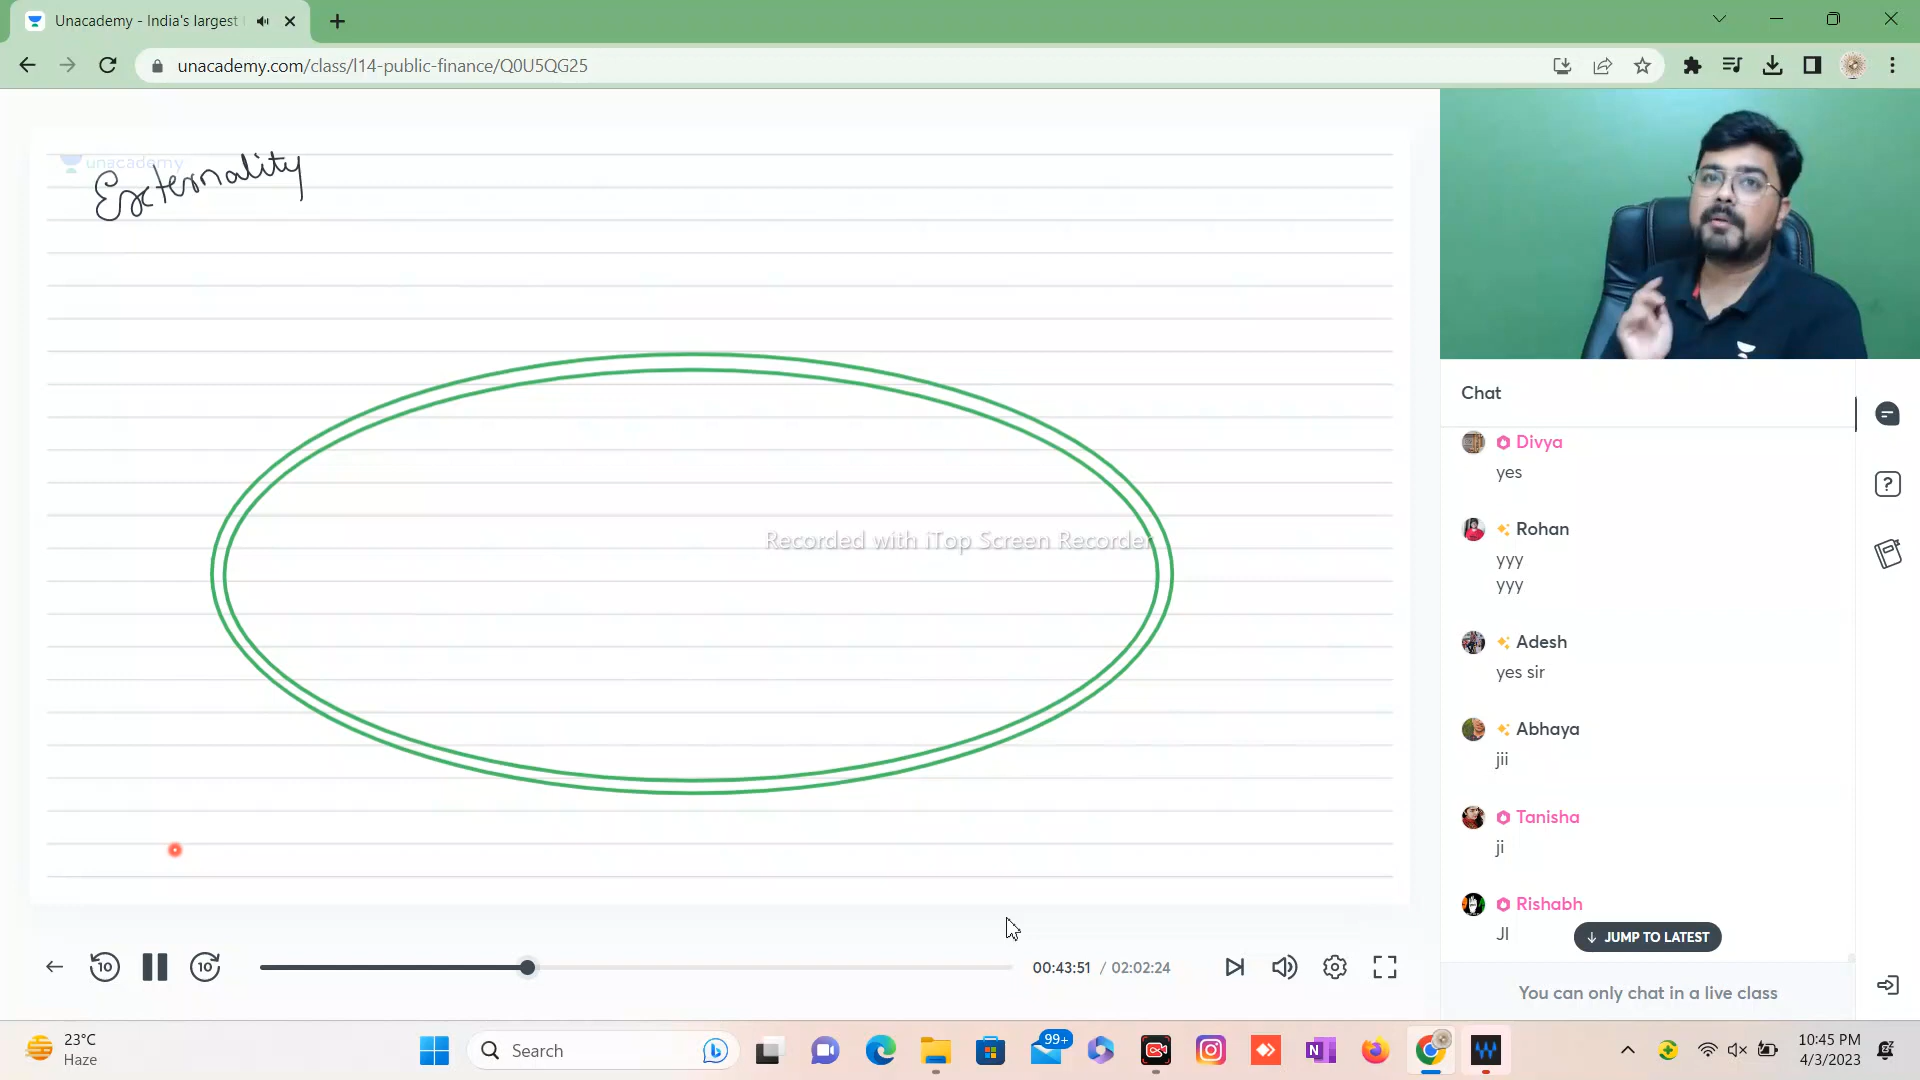 Unacademy - India's largest
unacademy.com/class/l14-public-finance/Q0U5QG25
unacademy
Externality
Recorded with iTop Screen Recorder
10
10
00:43:51 / 02:02:24
Chat
Divya
yes
Rohan
yyy
yyy
Adesh
yes sir
Abhaya
jii
Tanisha
ji
Rishabh
JI
JUMP TO LATEST
You can only chat in a live class
23°C
Haze
Search
99+
N
10:45 PM
4/3/2023